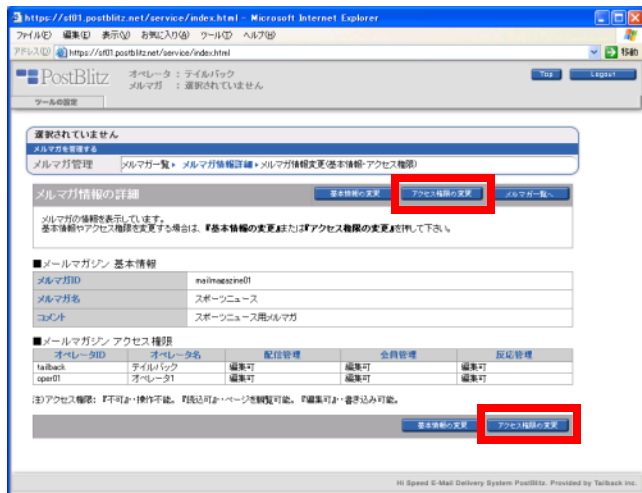 https://sf01.postblitz.net/service/index.html - Microsoft Internet Explorer
ファイル(F) 編集(E) 表示(V) お気に入り(A) ツール(T) ヘルプ(H)
アドレス(D) https://sf01.postblitz.net/service/index.html 移動
PostBlitz オペレータ : テイルバック Top Logout
メルマガ : 選択されていません
ツールの設定
選択されていません
メルマガを管理する
メルマガ管理 メルマガ一覧 メルマガ情報詳細 メルマガ情報変更(基本情報・アクセス権限)
メルマガ情報の詳細 基本情報の変更 アクセス権限の変更 メルマガ一覧へ
メルマガの情報を表示しています。
基本情報やアクセス権限を変更する場合は、『基本情報の変更』または『アクセス権限の変更』を押して下さい。
■メールマガジン 基本情報
メルマガID mailmagazine01
メルマガ名 スポーツニュース
コメント スポーツニュース用メルマガ
■メールマガジン アクセス権限
オペレータID オペレータ名 配信管理 会員管理 反応管理
tailback テイルバック 編集可 編集可 編集可
oper01 オペレータ1 編集可 編集可 編集可
注)アクセス権限: 『不可』・・操作不能。 『読込可』・・ページを観覧可能。 『編集可』・・書き込み可能。
基本情報の変更 アクセス権限の変更
Hi Speed E-Mail Delivery System PostBlitz. Provided by Tailback inc.